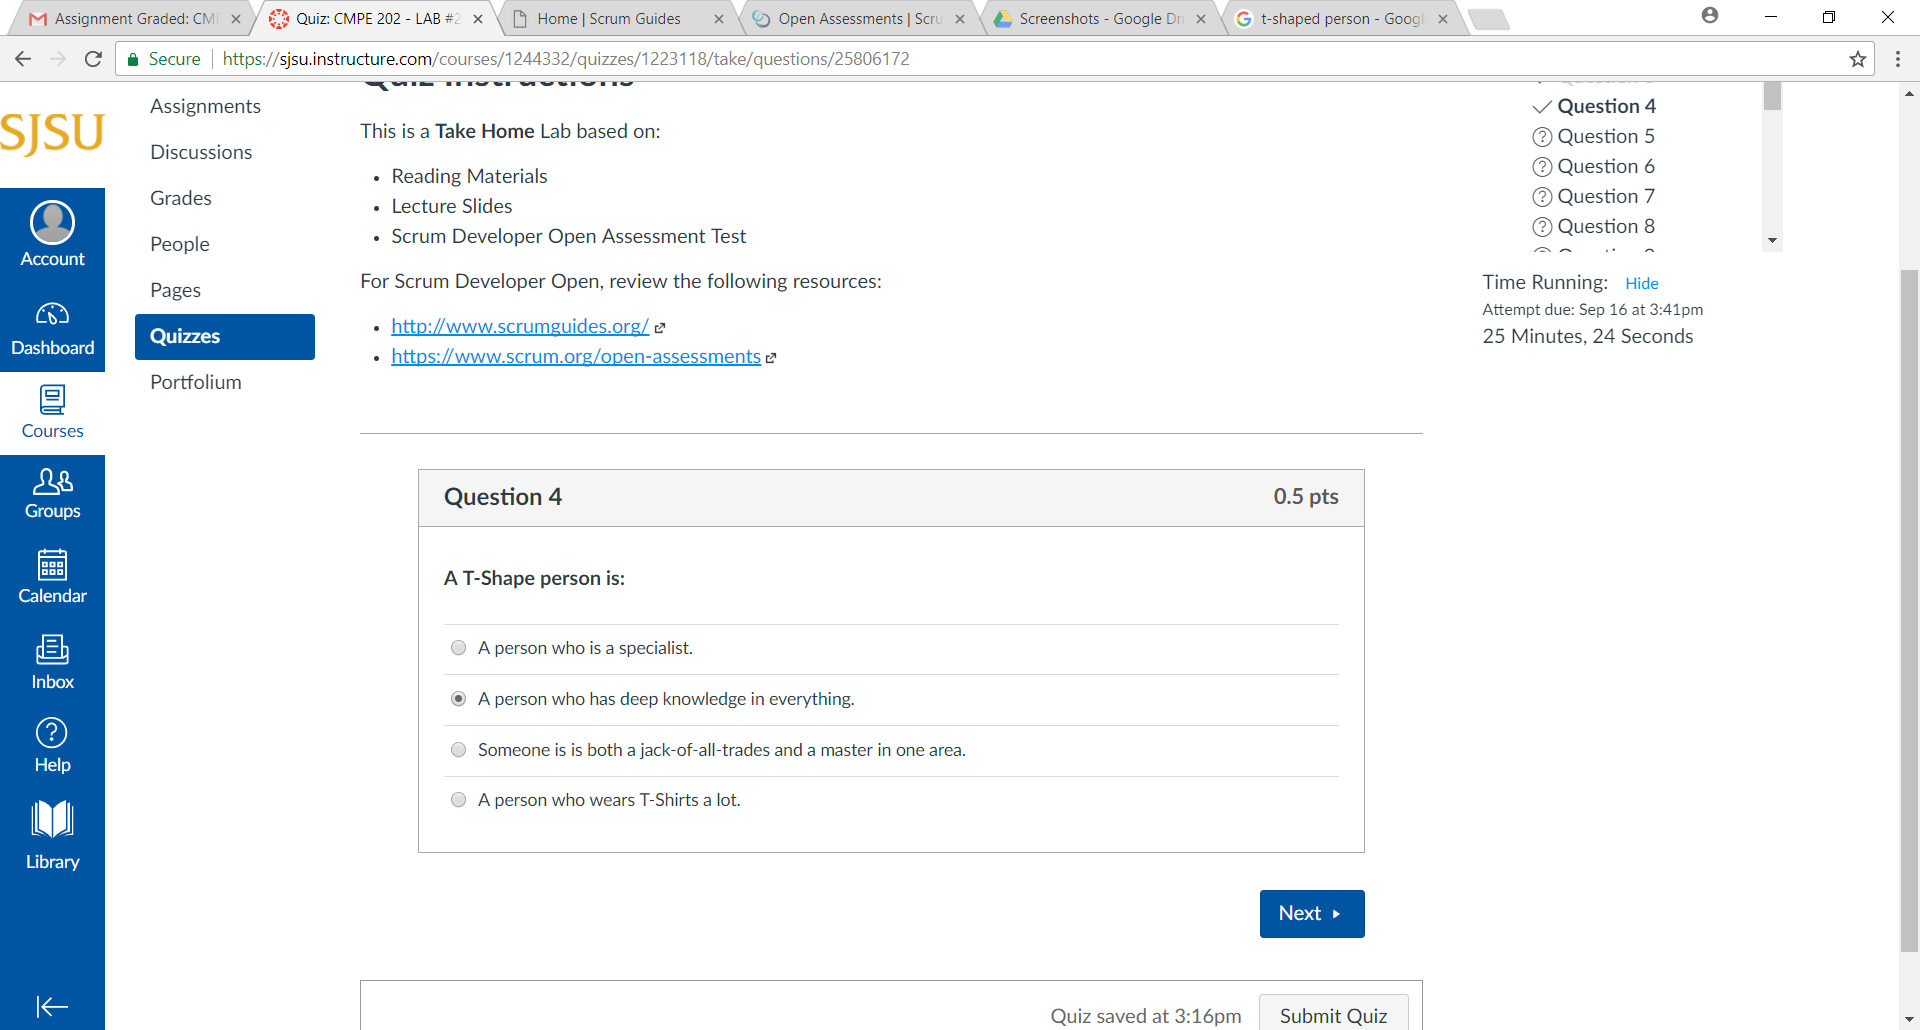 Assignment Graded: CM
Quiz: CMPE 202 - LAB #2
Home | Scrum Guides
Open Assessments | Scru
Screenshots - Google Dri
t-shaped person - Googl
Secure
https://sjsu.instructure.com/courses/1244332/quizzes/1223118/take/questions/25806172
SJSU
Account
Dashboard
Courses
Groups
Calendar
Inbox
Help
Library
Assignments
Discussions
Grades
People
Pages
Quizzes
Portfolium
Quiz Instructions
This is a Take Home Lab based on:
• Reading Materials
• Lecture Slides
• Scrum Developer Open Assessment Test
For Scrum Developer Open, review the following resources:
• http://www.scrumguides.org/
• https://www.scrum.org/open-assessments
Question 4
0.5 pts
A T-Shape person is:
A person who is a specialist.
A person who has deep knowledge in everything.
Someone is is both a jack-of-all-trades and a master in one area.
A person who wears T-Shirts a lot.
Next
Quiz saved at 3:16pm
Submit Quiz
Question 4
Question 5
Question 6
Question 7
Question 8
Time Running: Hide
Attempt due: Sep 16 at 3:41pm
25 Minutes, 24 Seconds